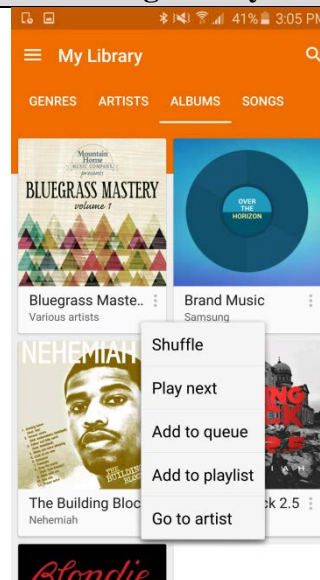 41% 3:05 PM
My Library
GENRES ARTISTS ALBUMS SONGS
Mountain
Home
MUSIC COMPANY
presents
BLUEGRASS MASTERY
volume 1
OVER
THE
HORIZON
Bluegrass Maste..
Various artists
Brand Music
Samsung
NEHEMIAH
THE
BUILDING
Shuffle
Play next
Add to queue
Add to playlist
Go to artist
The Building Bloc
Nehemiah
ck 2.5
Blondie